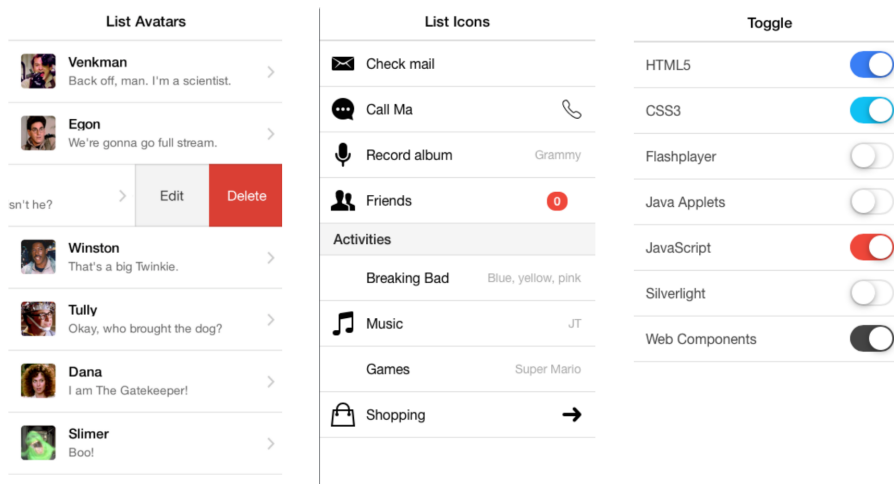 List Avatars
Venkman
Back off, man. I'm a scientist.
Egon
We're gonna go full stream.
sn't he?
Edit
Delete
Winston
That's a big Twinkie.
Tully
Okay, who brought the dog?
Dana
I am The Gatekeeper!
Slimer
Boo!
List Icons
Check mail
Call Ma
Record album Grammy
Friends 0
Activities
Breaking Bad Blue, yellow, pink
Music JT
Games Super Mario
Shopping
Toggle
HTML5
CSS3
Flashplayer
Java Applets
JavaScript
Silverlight
Web Components